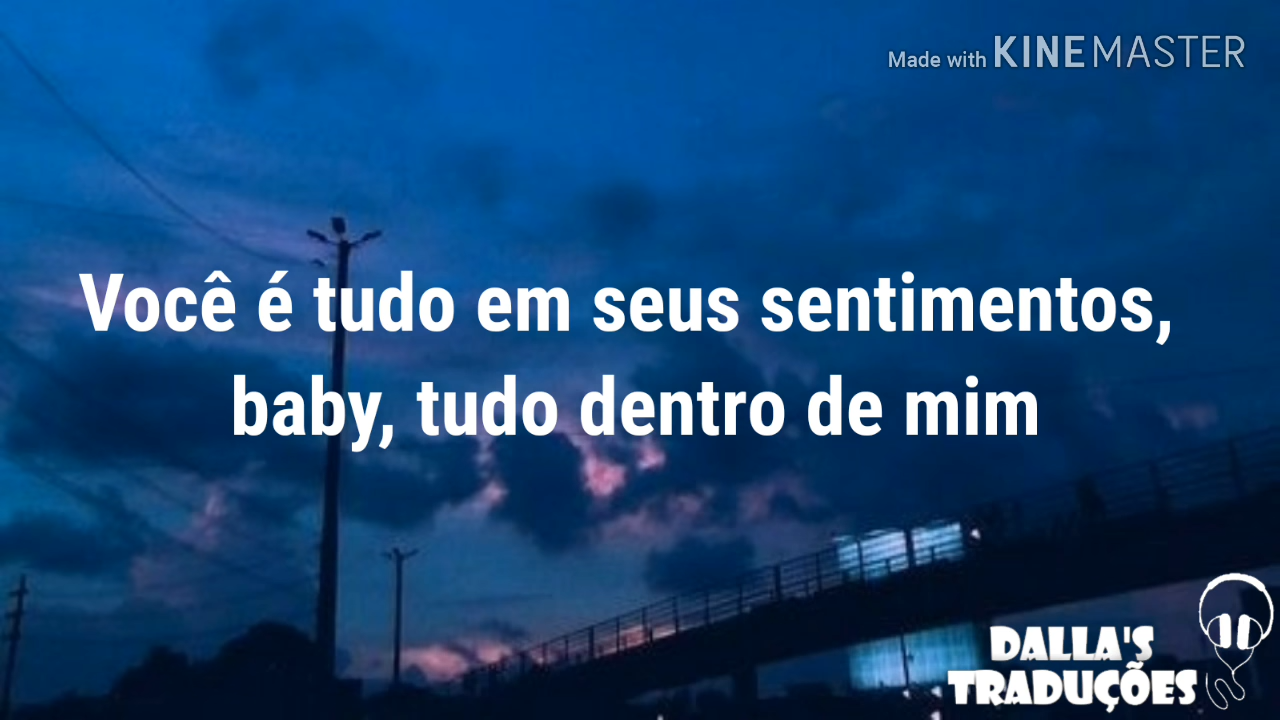 Made with KINEMASTER
Você é tudo em seus sentimentos,
baby, tudo dentro de mim
DALLA'S
TRADUÇÕES